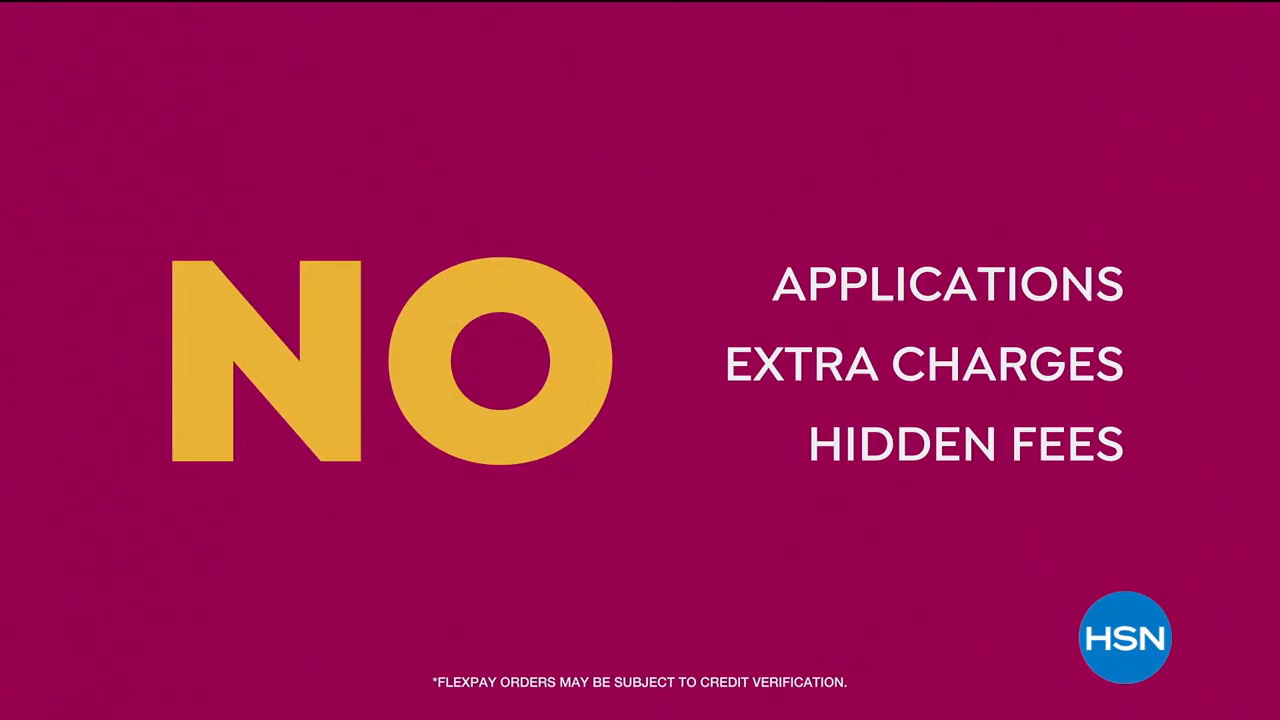 NO
APPLICATIONS
EXTRA CHARGES
HIDDEN FEES
HSN
*FLEXPAY ORDERS MAY BE SUBJECT TO CREDIT VERIFICATION.